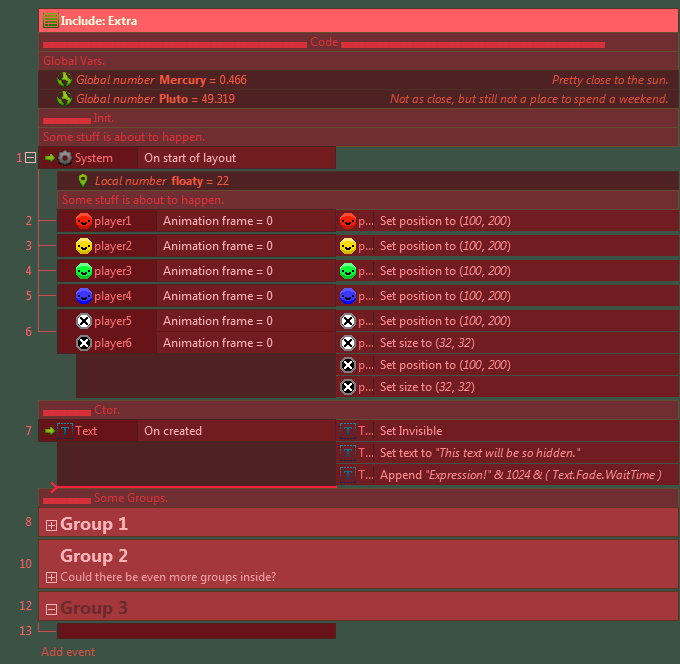 Include: Extra
Code
Global Vars.
Global number Mercury = 0.466 Pretty close to the sun.
Global number Pluto = 49.319 Not as close, but still not a place to spend a weekend.
Init.
Some stuff is about to happen.
1 System On start of layout
Local number floaty = 22
Some stuff is about to happen.
2 player1 Animation frame = 0 p... Set position to (100, 200)
3 player2 Animation frame = 0 p... Set position to (100, 200)
4 player3 Animation frame = 0 p... Set position to (100, 200)
5 player4 Animation frame = 0 p... Set position to (100, 200)
6 player5 Animation frame = 0 p... Set position to (100, 200)
player6 Animation frame = 0 p... Set size to (32, 32)
p... Set position to (100, 200)
p... Set size to (32, 32)
Ctor.
7 T Text On created T T... Set Invisible
T T... Set text to "This text will be so hidden."
T T... Append "Expression!" & 1024 & ( Text.Fade.WaitTime )
Some Groups.
8 Group 1
10 Group 2
Could there be even more groups inside?
12 Group 3
13
Add event